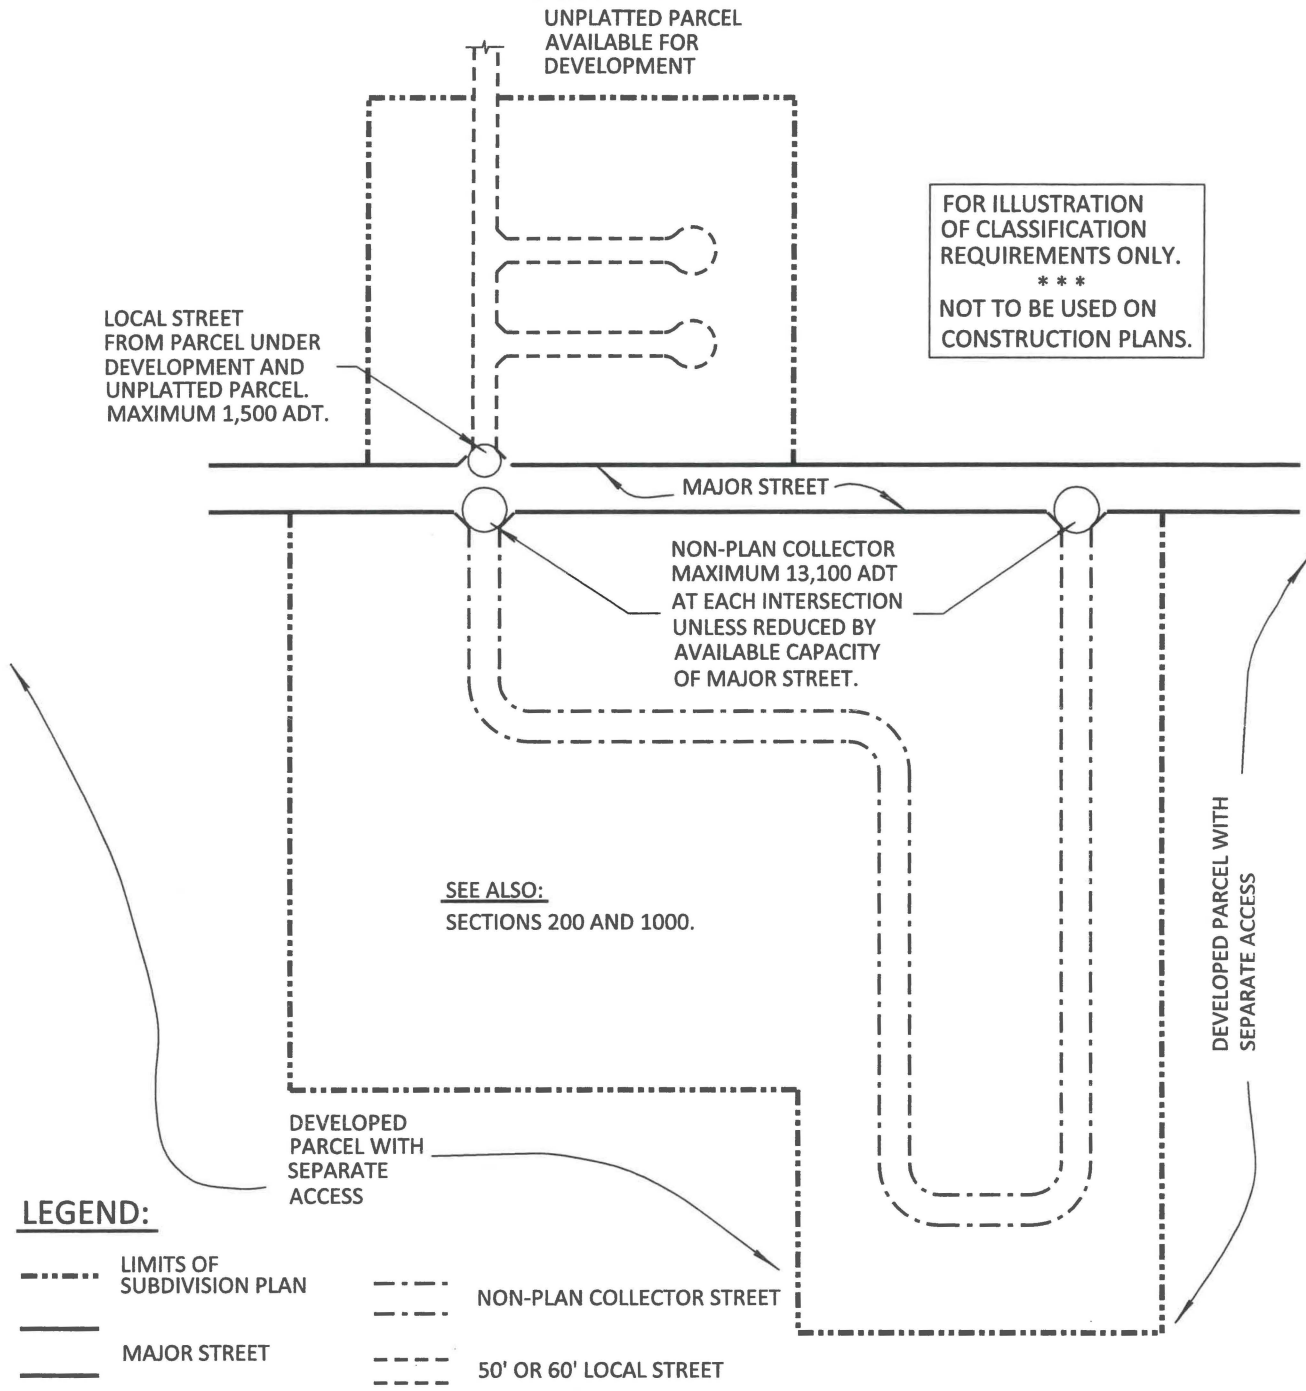 UNPLATTED PARCEL
AVAILABLE FOR
DEVELOPMENT
FOR ILLUSTRATION
OF CLASSIFICATION
REQUIREMENTS ONLY.
* * *
NOT TO BE USED ON
CONSTRUCTION PLANS.
LOCAL STREET
FROM PARCEL UNDER
DEVELOPMENT AND
UNPLATTED PARCEL.
MAXIMUM 1,500 ADT.
MAJOR STREET
NON-PLAN COLLECTOR
MAXIMUM 13,100 ADT
AT EACH INTERSECTION
UNLESS REDUCED BY
AVAILABLE CAPACITY
OF MAJOR STREET.
SEE ALSO:
SECTIONS 200 AND 1000.
DEVELOPED PARCEL WITH
SEPARATE ACCESS
DEVELOPED
PARCEL WITH
SEPARATE
ACCESS
LEGEND:
LIMITS OF
SUBDIVISION PLAN
NON-PLAN COLLECTOR STREET
MAJOR STREET
50' OR 60' LOCAL STREET